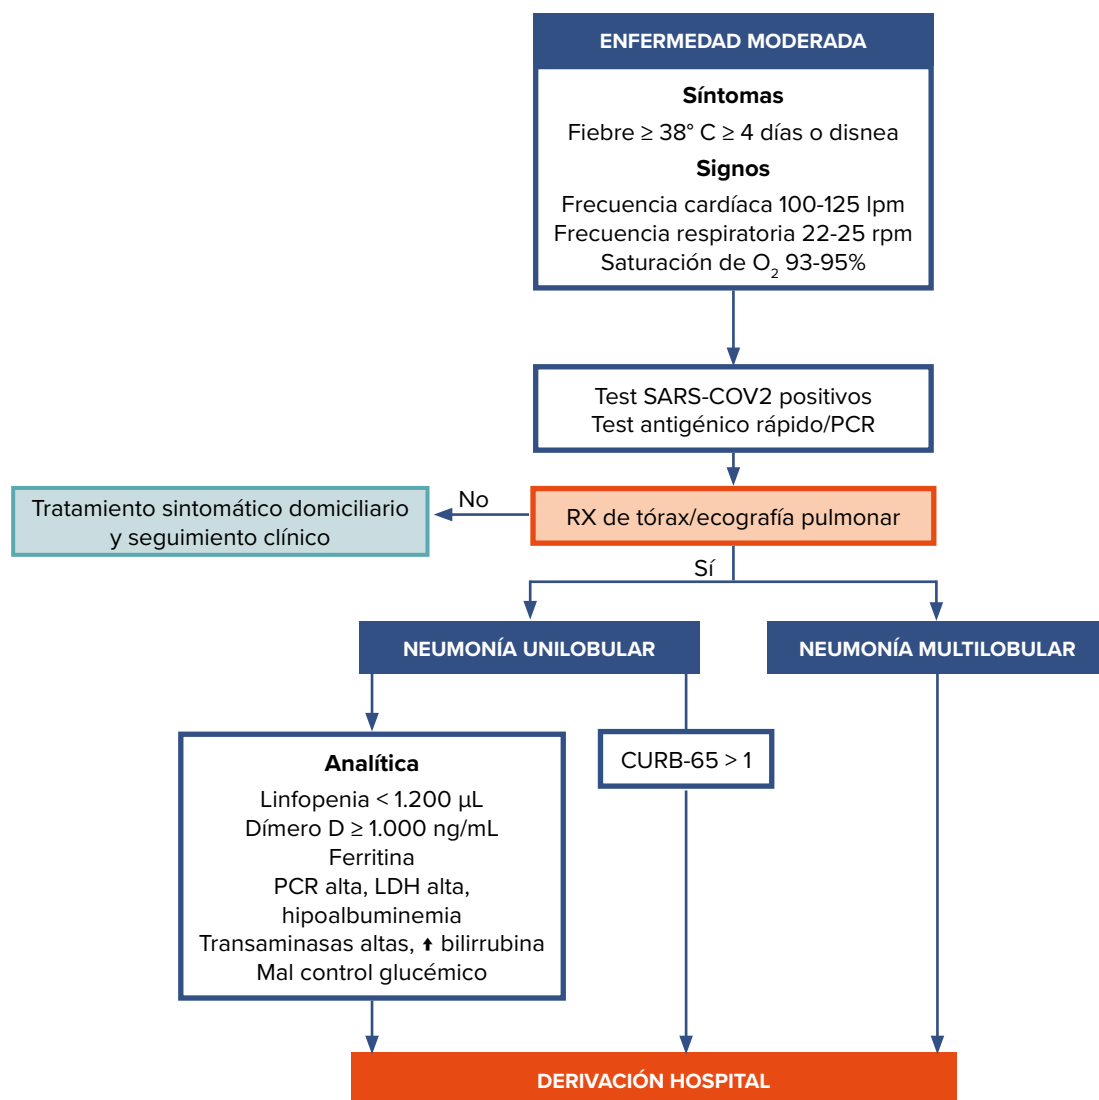 ENFERMEDAD MODERADA
Síntomas
Fiebre ≥ 38° C ≥ 4 días o disnea
Signos
Frecuencia cardíaca 100-125 lpm
Frecuencia respiratoria 22-25 rpm
Saturación de O₂ 93-95%
Test SARS-COV2 positivos
Test antigénico rápido/PCR
Tratamiento sintomático domiciliario
y seguimiento clínico
No
RX de tórax/ecografía pulmonar
Sí
NEUMONÍA UNILOBULAR
NEUMONÍA MULTILOBULAR
Analítica
Linfopenia < 1.200 µL
Dímero D ≥ 1.000 ng/mL
Ferritina
PCR alta, LDH alta,
hipoalbuminemia
Transaminasas altas, ⬆ bilirrubina
Mal control glucémico
CURB-65 > 1
DERIVACIÓN HOSPITAL